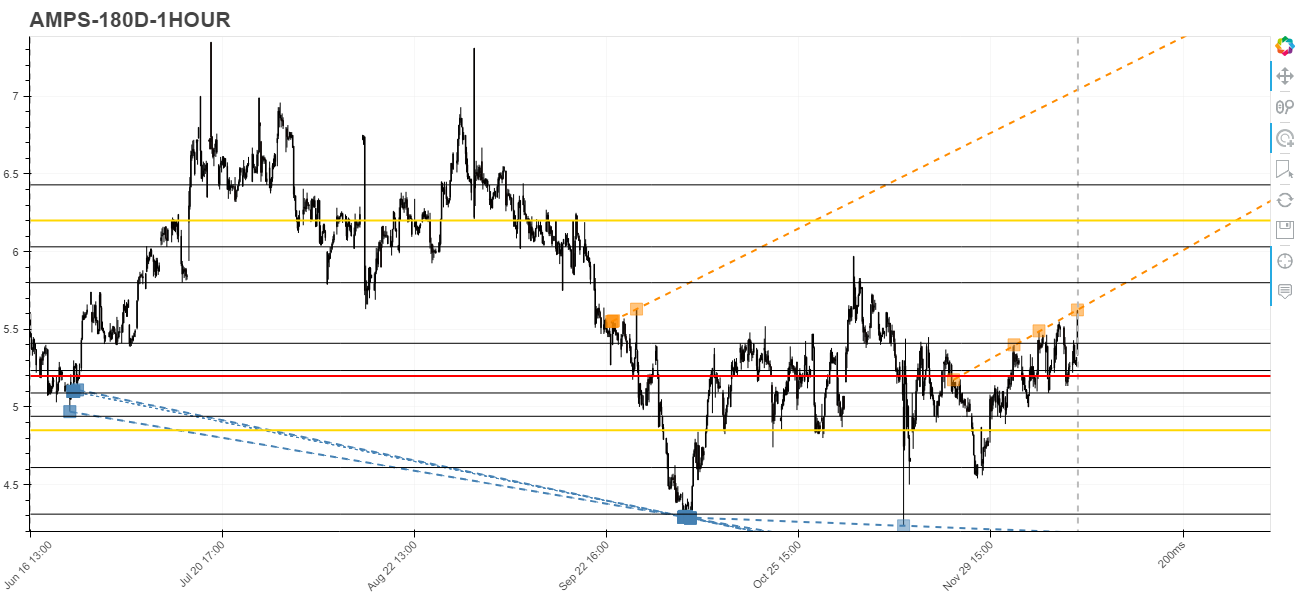 AMPS-180D-1HOUR
7
6.5
6
5.5
5
4.5
Jun 16 13:00
Jul 20 17:00
Aug 22 13:00
Sep 22 16:00
Oct 25 15:00
Nov 29 15:00
200ms